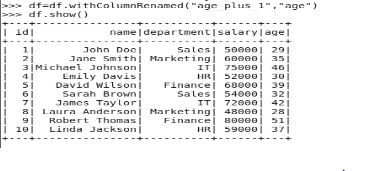 >>> df=df.withColumnRenamed("age plus 1","age")
>>> df.show()
+---+---------------+----------+------+---+
| id|           name|department|salary|age|
+---+---------------+----------+------+---+
|  1|       John Doe|     Sales| 50000| 29|
|  2|     Jane Smith| Marketing| 60000| 35|
|  3|Michael Johnson|        IT| 75000| 46|
|  4|    Emily Davis|        HR| 52000| 30|
|  5|   David Wilson|   Finance| 68000| 39|
|  6|    Sarah Brown|     Sales| 54000| 32|
|  7|   James Taylor|        IT| 72000| 42|
|  8| Laura Anderson| Marketing| 48000| 28|
|  9|  Robert Thomas|   Finance| 80000| 51|
| 10|  Linda Jackson|        HR| 59000| 37|
+---+---------------+----------+------+---+